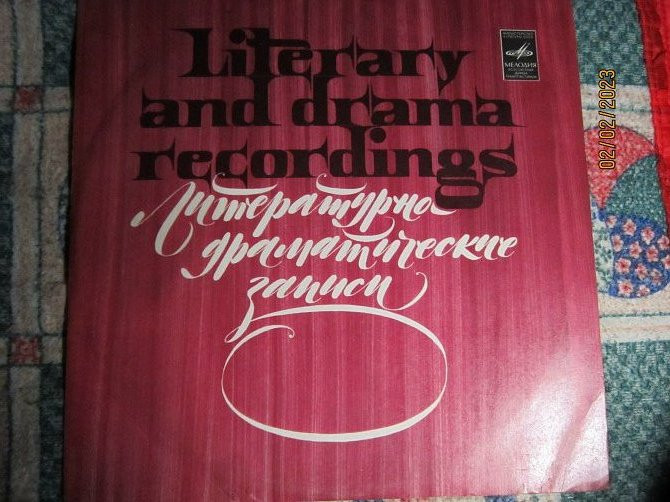 Literary
and drama
recordings
Литературно-
драматические
записи
МЕЛОДИЯ
02/02/2023